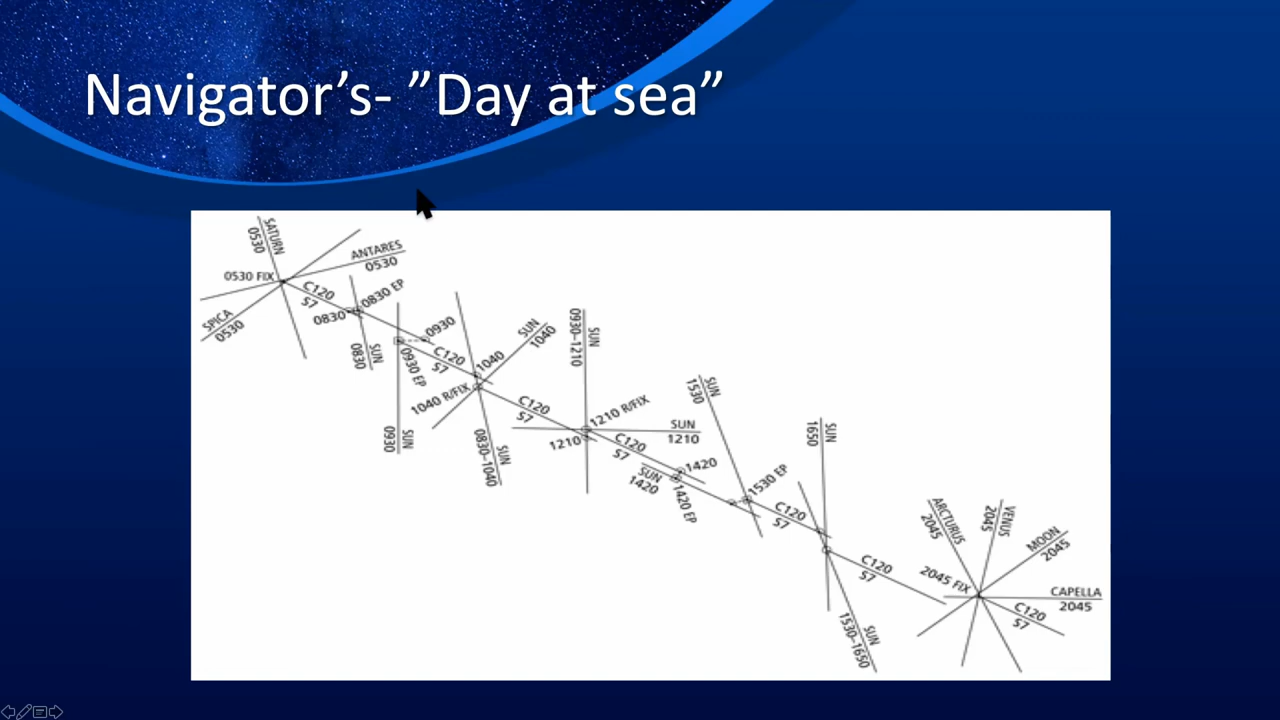 Navigator’s- ”Day at sea”
SATURN
0530
ANTARES
0530
0530 FIX
SPICA
0530
C120
S7
0830 EP
0830
SUN
0830
0930
C120
S7
0930 EP
SUN
0930
1040
SUN
1040
1040 R/FIX
SUN
0830–1040
C120
S7
SUN
0930–1210
1210 R/FIX
1210
SUN
1210
C120
S7
SUN
1420
1420
1420 EP
SUN
1530
1530 EP
C120
S7
SUN
1650
C120
S7
SUN
1530–1650
ARCTURUS
2045
VENUS
2045
MOON
2045
2045 FIX
CAPELLA
2045
C120
S7